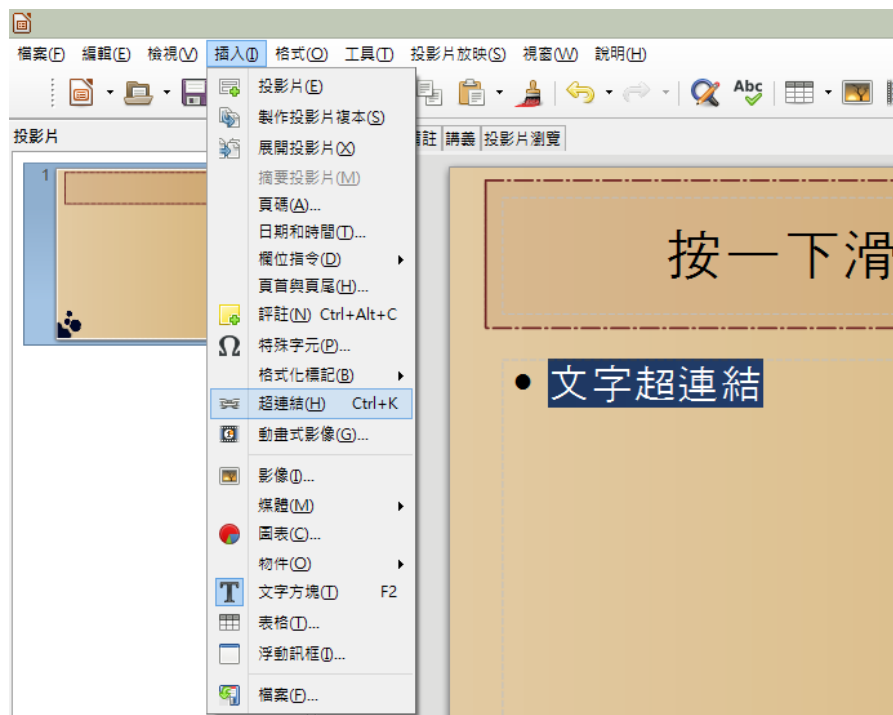 檔案(F) 編輯(E) 檢視(V) 插入(I) 格式(O) 工具(T) 投影片放映(S) 視窗(W) 說明(H)
Abc
投影片
註 講義 投影片瀏覽
1
投影片(E)
製作投影片複本(S)
展開投影片(X)
摘要投影片(M)
頁碼(A)...
日期和時間(T)...
欄位指令(D)
頁首與頁尾(H)...
評註(N) Ctrl+Alt+C
特殊字元(P)...
格式化標記(B)
超連結(H) Ctrl+K
動畫式影像(G)...
影像(I)...
媒體(M)
圖表(C)...
物件(O)
文字方塊(T) F2
表格(T)...
浮動訊框(I)...
檔案(F)...
按一下滑
• 文字超連結